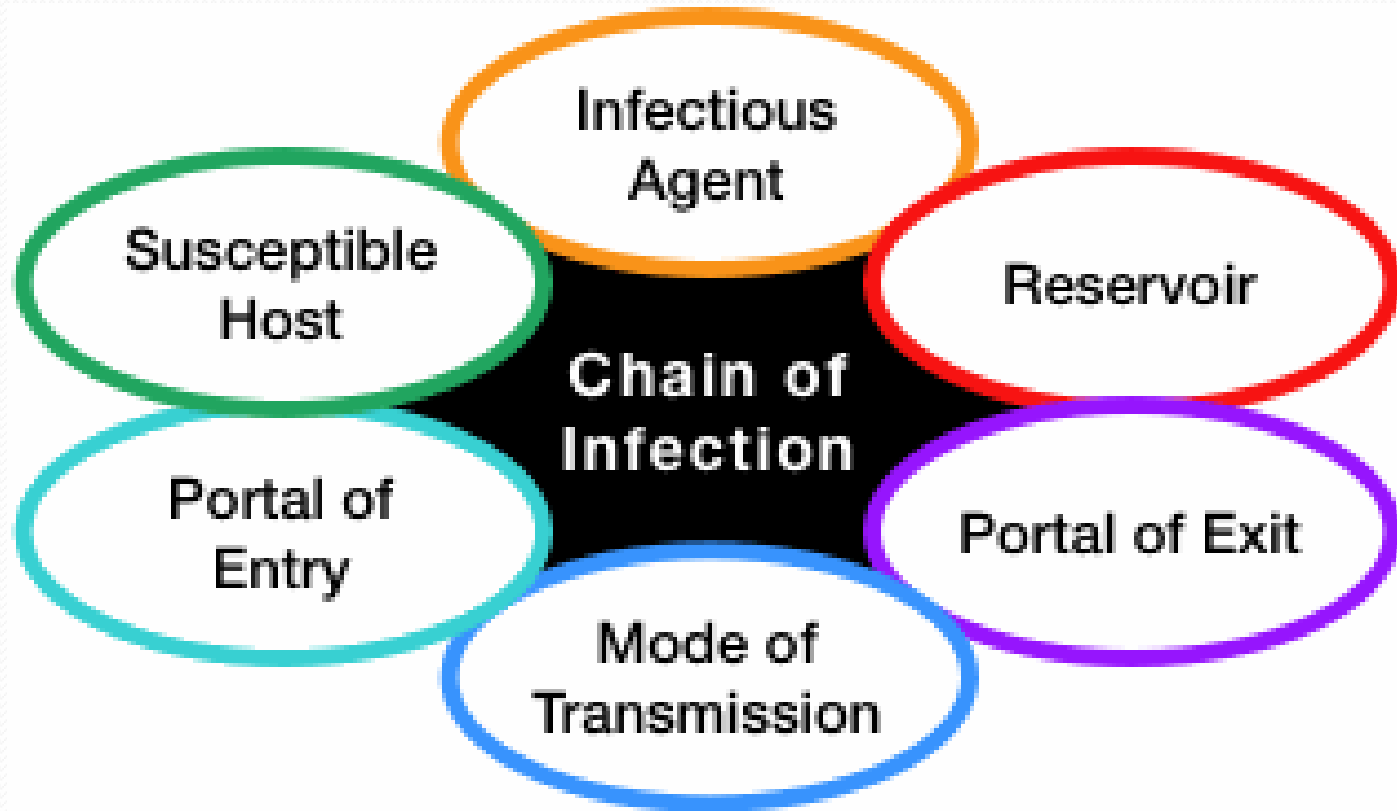 Infectious
Agent
Susceptible
Host
Reservoir
Chain of
Infection
Portal of
Entry
Portal of Exit
Mode of
Transmission